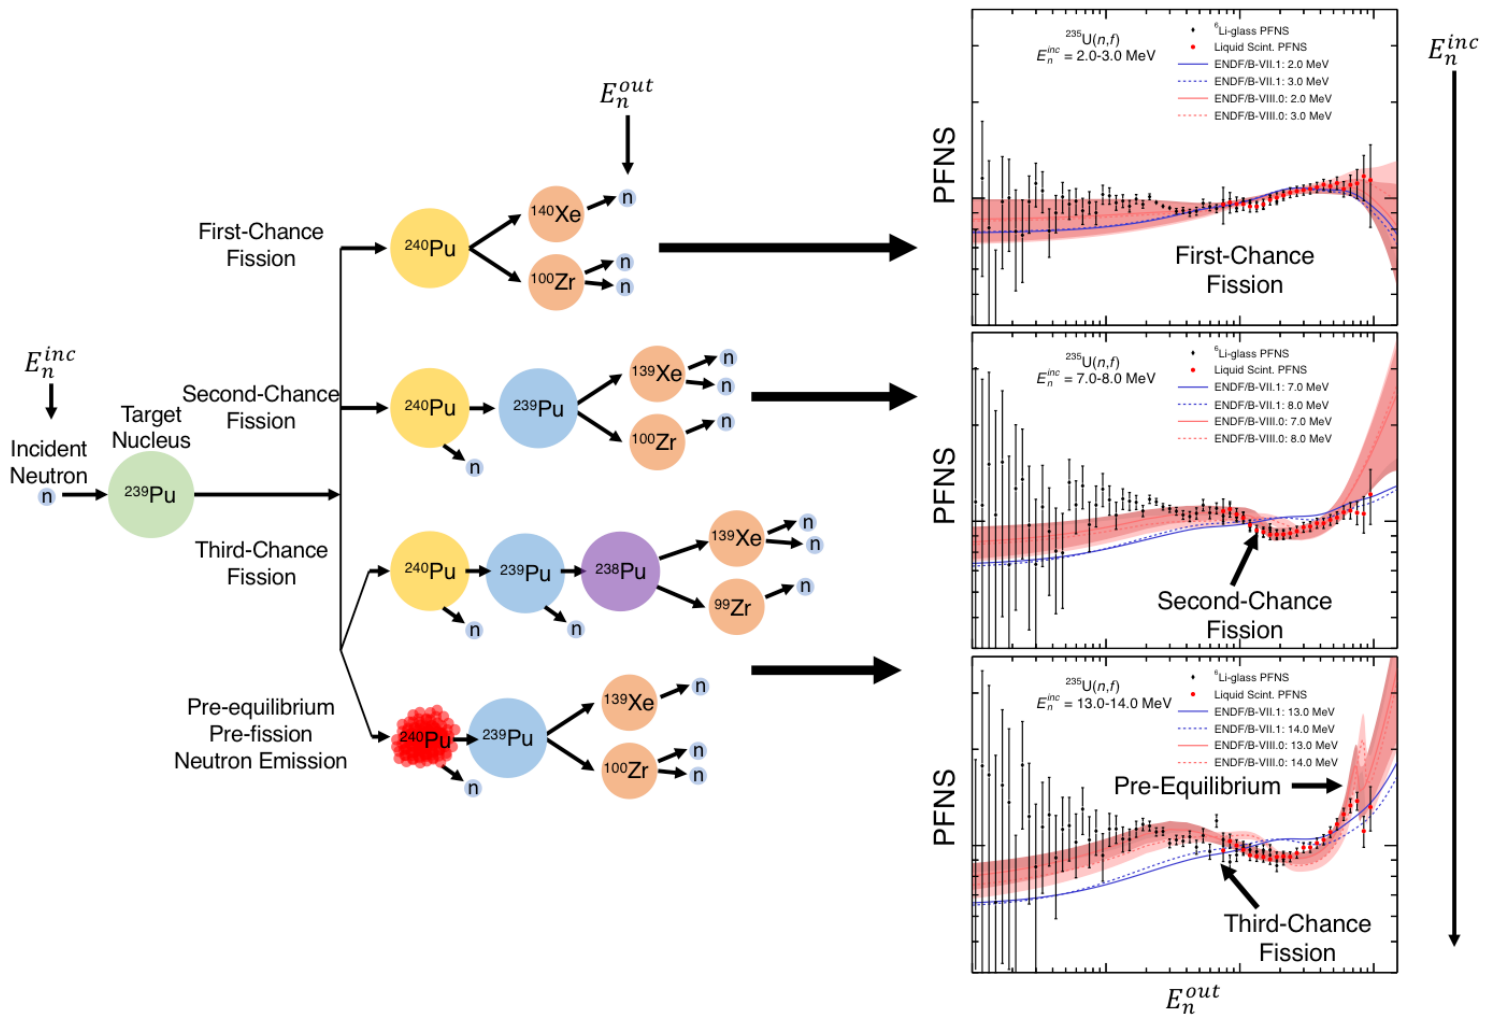 E_n^{out}
First-Chance
Fission
²⁴⁰Pu
¹⁴⁰Xe
n
¹⁰⁰Zr
n
n
E_n^{inc}
Incident
Neutron
n
Target
Nucleus
²³⁹Pu
Second-Chance
Fission
²⁴⁰Pu
n
²³⁹Pu
¹³⁹Xe
n
n
¹⁰⁰Zr
n
Third-Chance
Fission
²⁴⁰Pu
n
²³⁹Pu
n
²³⁸Pu
¹³⁹Xe
n
n
⁹⁹Zr
n
Pre-equilibrium
Pre-fission
Neutron Emission
²⁴⁰Pu
n
²³⁹Pu
¹³⁹Xe
n
¹⁰⁰Zr
n
n
PFNS
²³⁵U(n,f)
E_n^{inc} = 2.0-3.0 MeV
⁶Li-glass PFNS
Liquid Scint. PFNS
ENDF/B-VII.1: 2.0 MeV
ENDF/B-VII.1: 3.0 MeV
ENDF/B-VIII.0: 2.0 MeV
ENDF/B-VIII.0: 3.0 MeV
First-Chance
Fission
PFNS
²³⁵U(n,f)
E_n^{inc} = 7.0-8.0 MeV
⁶Li-glass PFNS
Liquid Scint. PFNS
ENDF/B-VII.1: 7.0 MeV
ENDF/B-VII.1: 8.0 MeV
ENDF/B-VIII.0: 7.0 MeV
ENDF/B-VIII.0: 8.0 MeV
Second-Chance
Fission
PFNS
²³⁵U(n,f)
E_n^{inc} = 13.0-14.0 MeV
⁶Li-glass PFNS
Liquid Scint. PFNS
ENDF/B-VII.1: 13.0 MeV
ENDF/B-VII.1: 14.0 MeV
ENDF/B-VIII.0: 13.0 MeV
ENDF/B-VIII.0: 14.0 MeV
Pre-Equilibrium
Third-Chance
Fission
E_n^{out}
E_n^{inc}